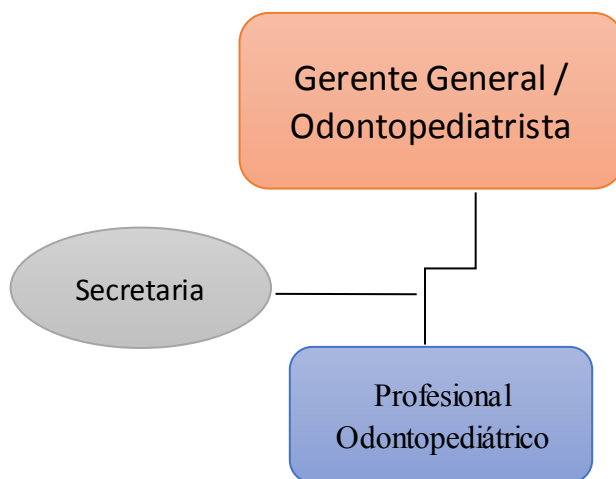 Gerente General /
Odontopediatrista
Secretaria
Profesional
Odontopediátrico